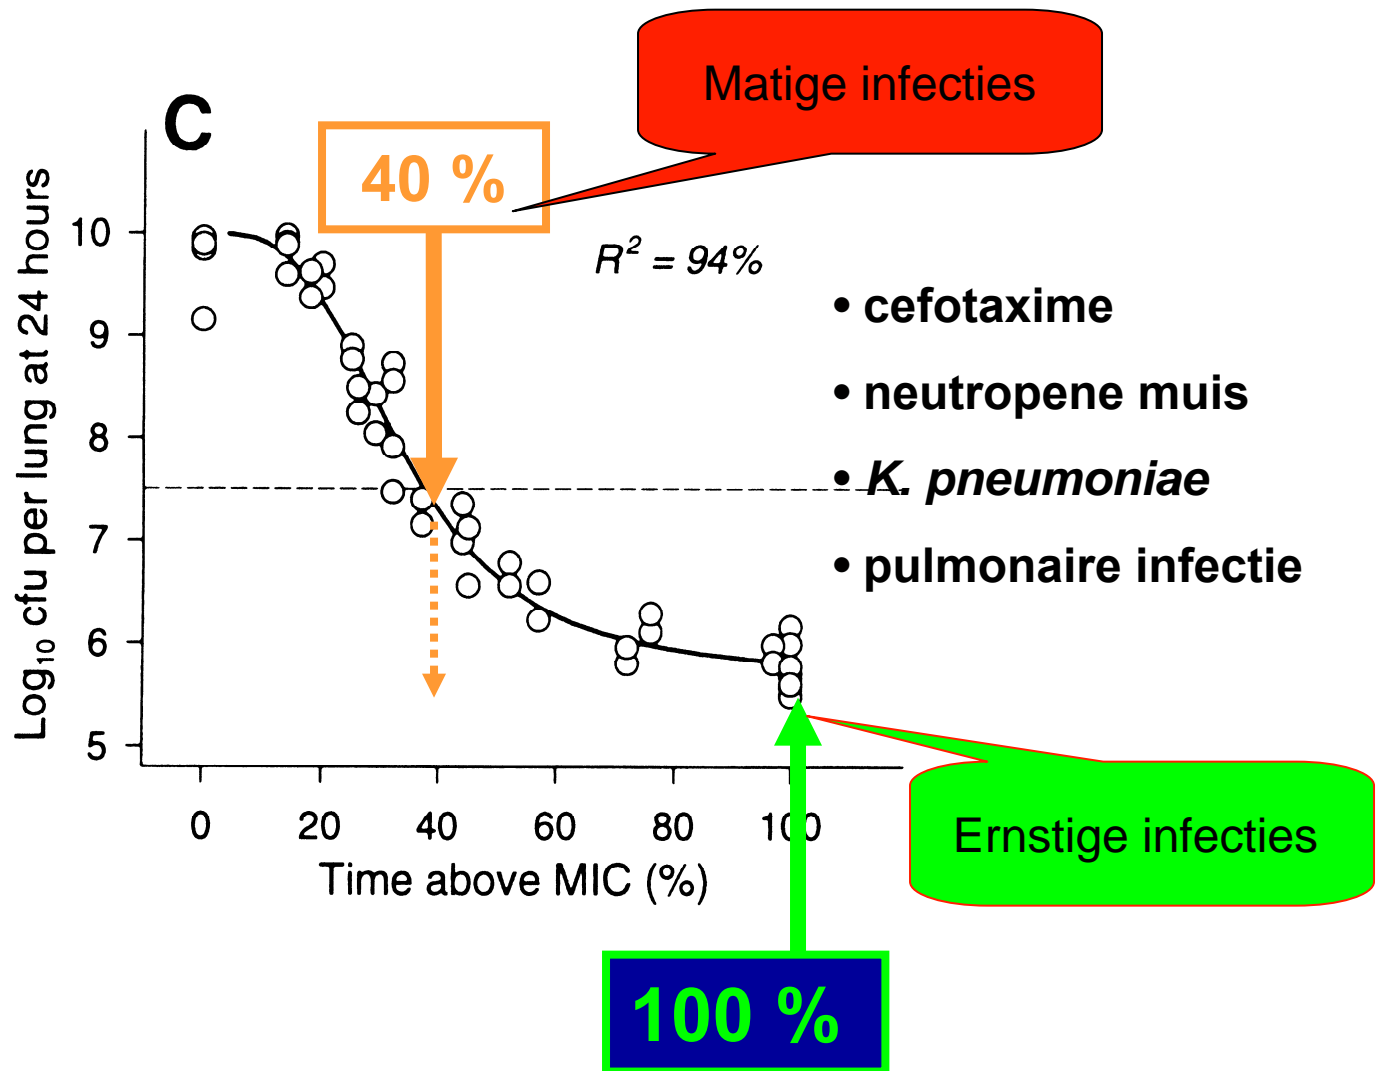 Matige infecties
C
40 %
R² = 94%
Log₁₀ cfu per lung at 24 hours
10
9
8
7
6
5
• cefotaxime
• neutropene muis
• K. pneumoniae
• pulmonaire infectie
0 20 40 60 80 100
Time above MIC (%)
Ernstige infecties
100 %